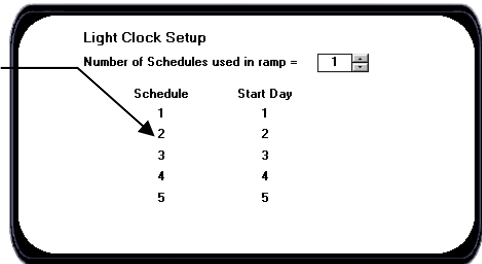 Light Clock Setup
Number of Schedules used in ramp = 1
Schedule Start Day
1 1
2 2
3 3
4 4
5 5